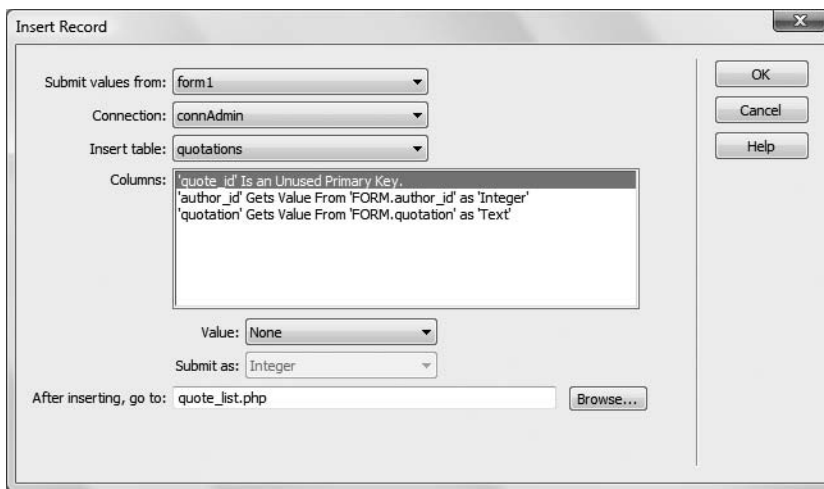 Insert Record
X
Submit values from: form1
OK
Connection: connAdmin
Cancel
Insert table: quotations
Help
Columns: 'quote_id' Is an Unused Primary Key.
'author_id' Gets Value From 'FORM.author_id' as 'Integer'
'quotation' Gets Value From 'FORM.quotation' as 'Text'
Value: None
Submit as: Integer
After inserting, go to: quote_list.php
Browse...